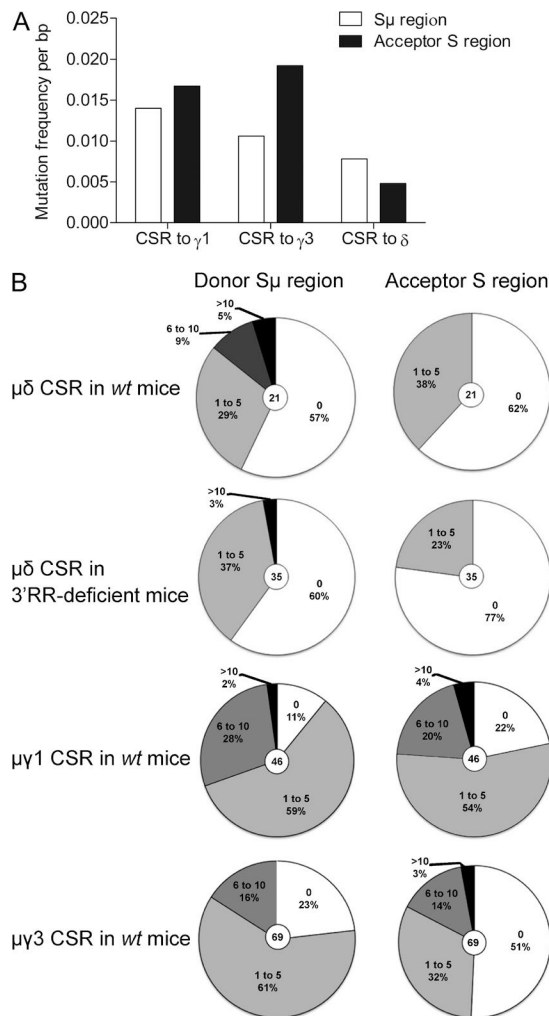 A
Mutation frequency per bp
0.025
0.020
0.015
0.010
0.005
0.000
Sµ region
Acceptor S region
CSR to γ1
CSR to γ3
CSR to δ
B
Donor Sµ region
Acceptor S region
µδ CSR in wt mice
>10
5%
6 to 10
9%
1 to 5
29%
21
0
57%
1 to 5
38%
21
0
62%
µδ CSR in
3'RR-deficient mice
>10
3%
1 to 5
37%
35
0
60%
1 to 5
23%
35
0
77%
µγ1 CSR in wt mice
>10
2%
0
11%
6 to 10
28%
46
1 to 5
59%
>10
4%
0
22%
6 to 10
20%
46
1 to 5
54%
µγ3 CSR in wt mice
6 to 10
16%
0
23%
69
1 to 5
61%
>10
3%
6 to 10
14%
0
51%
69
1 to 5
32%